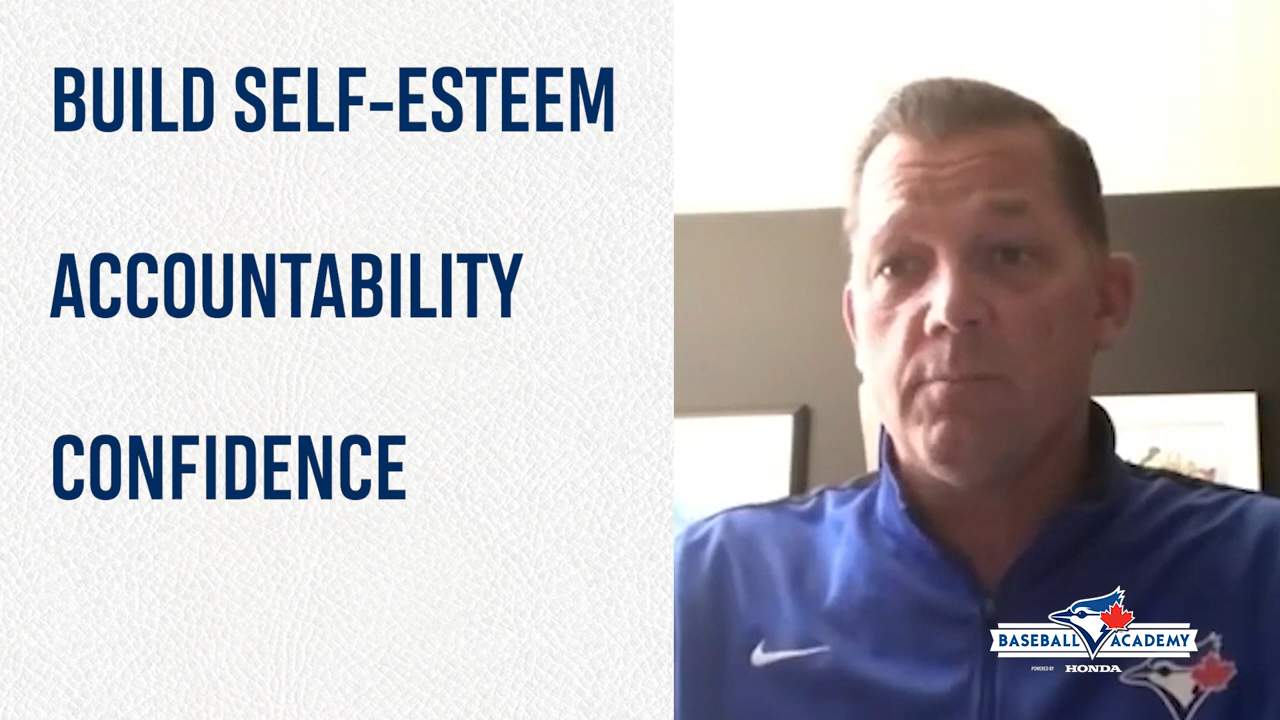 BUILD SELF-ESTEEM
ACCOUNTABILITY
CONFIDENCE
BASEBALL ACADEMY
POWERED BY HONDA